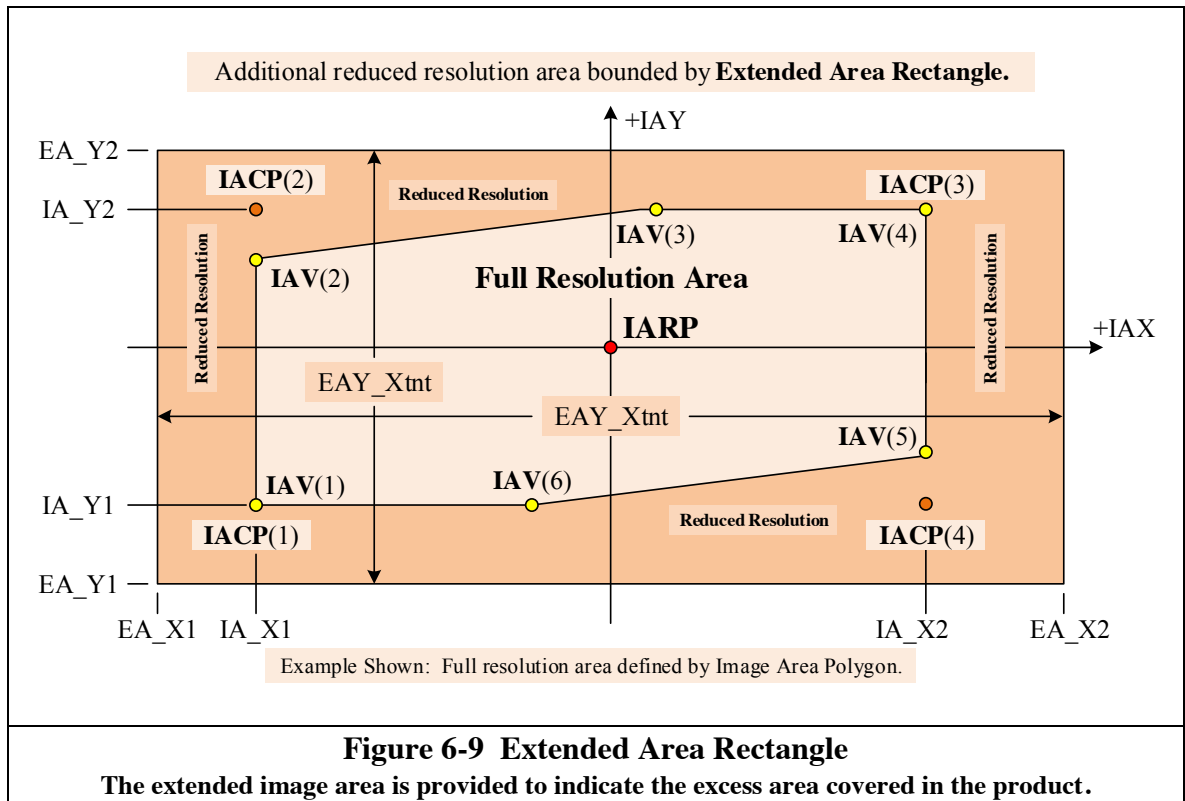 Additional reduced resolution area bounded by Extended Area Rectangle.
+IAY
EA_Y2
IACP(2)
Reduced Resolution
IACP(3)
IA_Y2
IAV(3)
IAV(4)
IAV(2)
Full Resolution Area
Reduced Resolution
Reduced Resolution
IARP
+IAX
EAY_Xtnt
EAY_Xtnt
IAV(5)
IAV(1)
IAV(6)
IA_Y1
Reduced Resolution
IACP(1)
IACP(4)
EA_Y1
EA_X1
IA_X1
IA_X2
EA_X2
Example Shown: Full resolution area defined by Image Area Polygon.
Figure 6-9 Extended Area Rectangle
The extended image area is provided to indicate the excess area covered in the product.